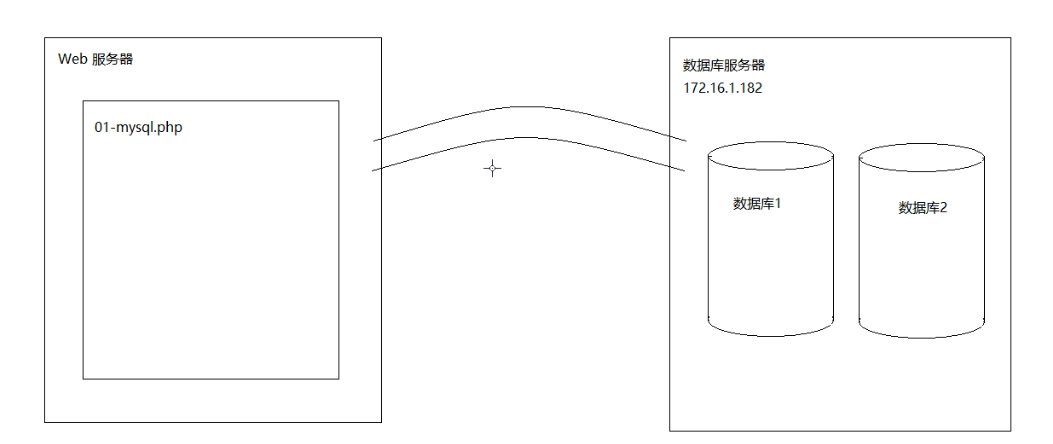 Web 服务器
01-mysql.php
数据库服务器
172.16.1.182
数据库1
数据库2